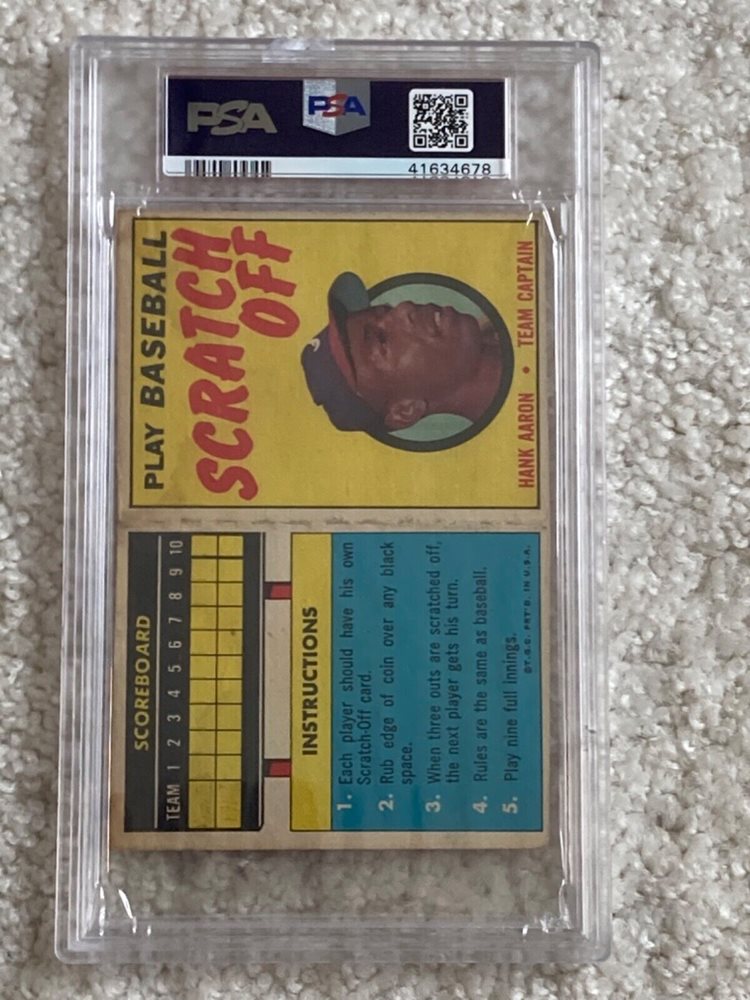 PSA
PSA
41634678
PLAY BASEBALL
SCRATCH
OFF
HANK AARON • TEAM CAPTAIN
SCOREBOARD
TEAM 1 2 3 4 5 6 7 8 9 10
INSTRUCTIONS
1. Each player should have his own
Scratch-Off card.
2. Rub edge of coin over any black
space.
3. When three outs are scratched off,
the next player gets his turn.
4. Rules are the same as baseball.
5. Play nine full innings.
©T.C.G. PRT'D. IN U.S.A.